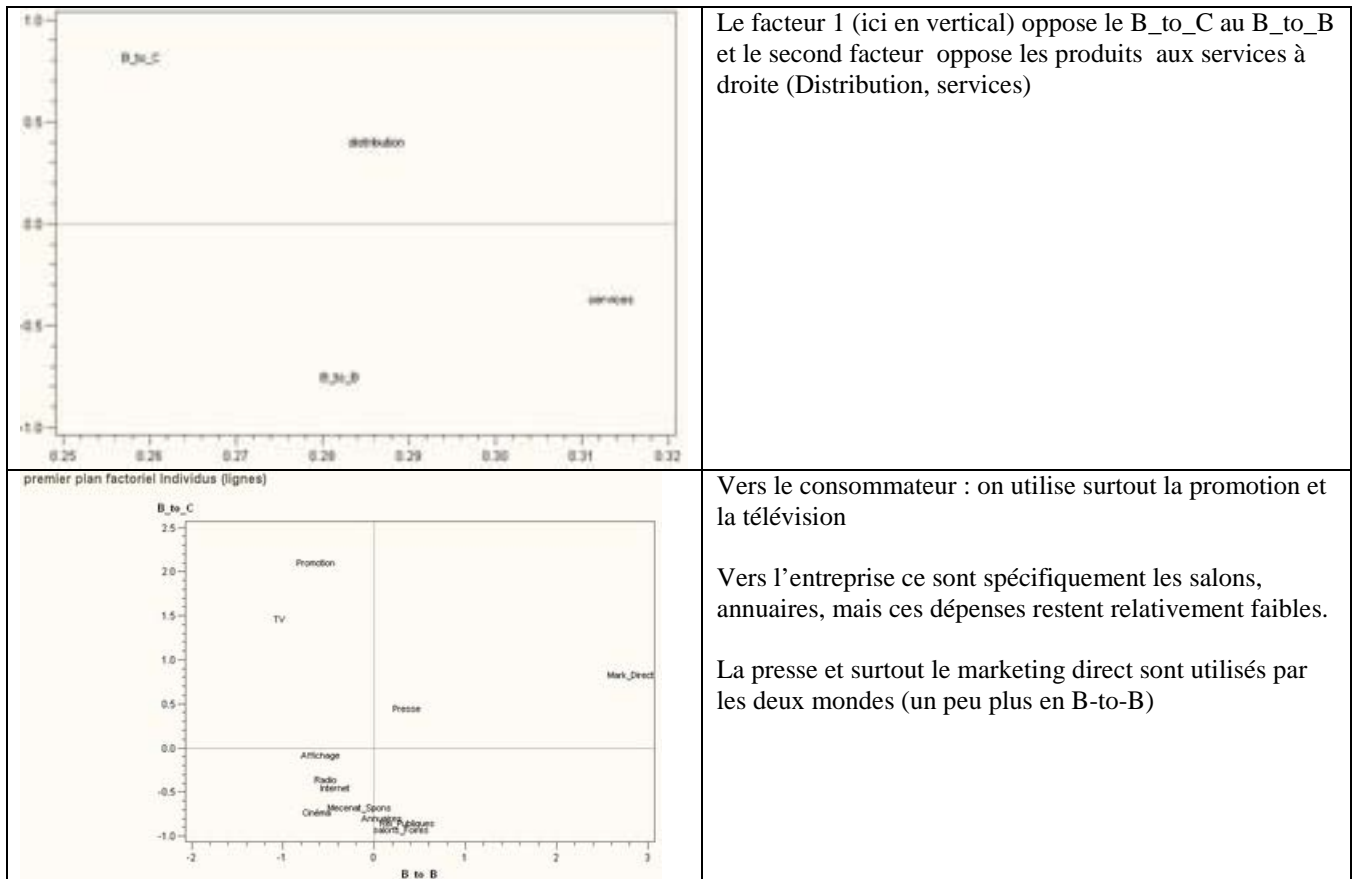 1.0
0.5
0.0
-0.5
-1.0
B_to_C
distribution
services
B_to_B
0.25 0.26 0.27 0.28 0.29 0.30 0.31 0.32
Le facteur 1 (ici en vertical) oppose le B_to_C au B_to_B
et le second facteur oppose les produits aux services à
droite (Distribution, services)
premier plan factoriel Individus (lignes)
B_to_C
2.5
2.0
1.5
1.0
0.5
0.0
-0.5
-1.0
Promotion
TV
Mark_Direct
Presse
Affichage
Radio
Internet
Mecenat_Spons
Cinéma
Annuaires
Rel_Publiques
salons_Foires
-2 -1 0 1 2 3
B_to_B
Vers le consommateur : on utilise surtout la promotion et
la télévision
Vers l’entreprise ce sont spécifiquement les salons,
annuaires, mais ces dépenses restent relativement faibles.
La presse et surtout le marketing direct sont utilisés par
les deux mondes (un peu plus en B-to-B)